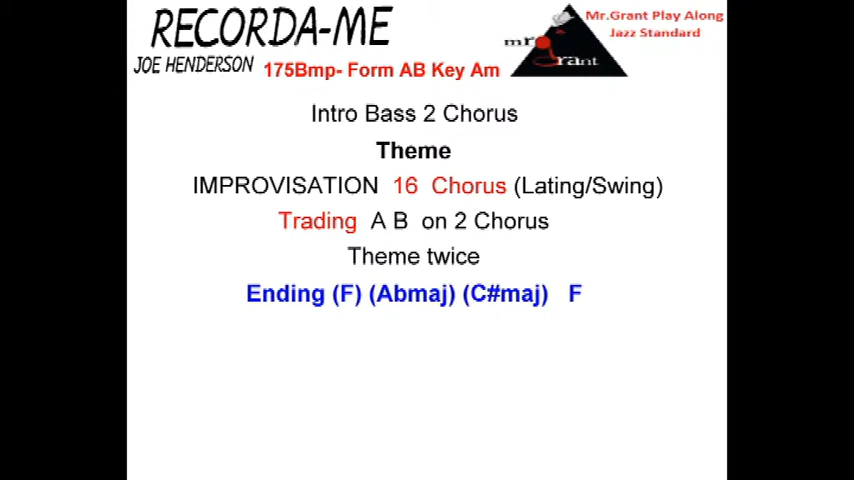 RECORDA-ME
JOE HENDERSON
175Bmp- Form AB Key Am
mr grant
Mr.Grant Play Along
Jazz Standard
Intro Bass 2 Chorus
Theme
IMPROVISATION 16 Chorus (Lating/Swing)
Trading A B on 2 Chorus
Theme twice
Ending (F) (Abmaj) (C#maj) F